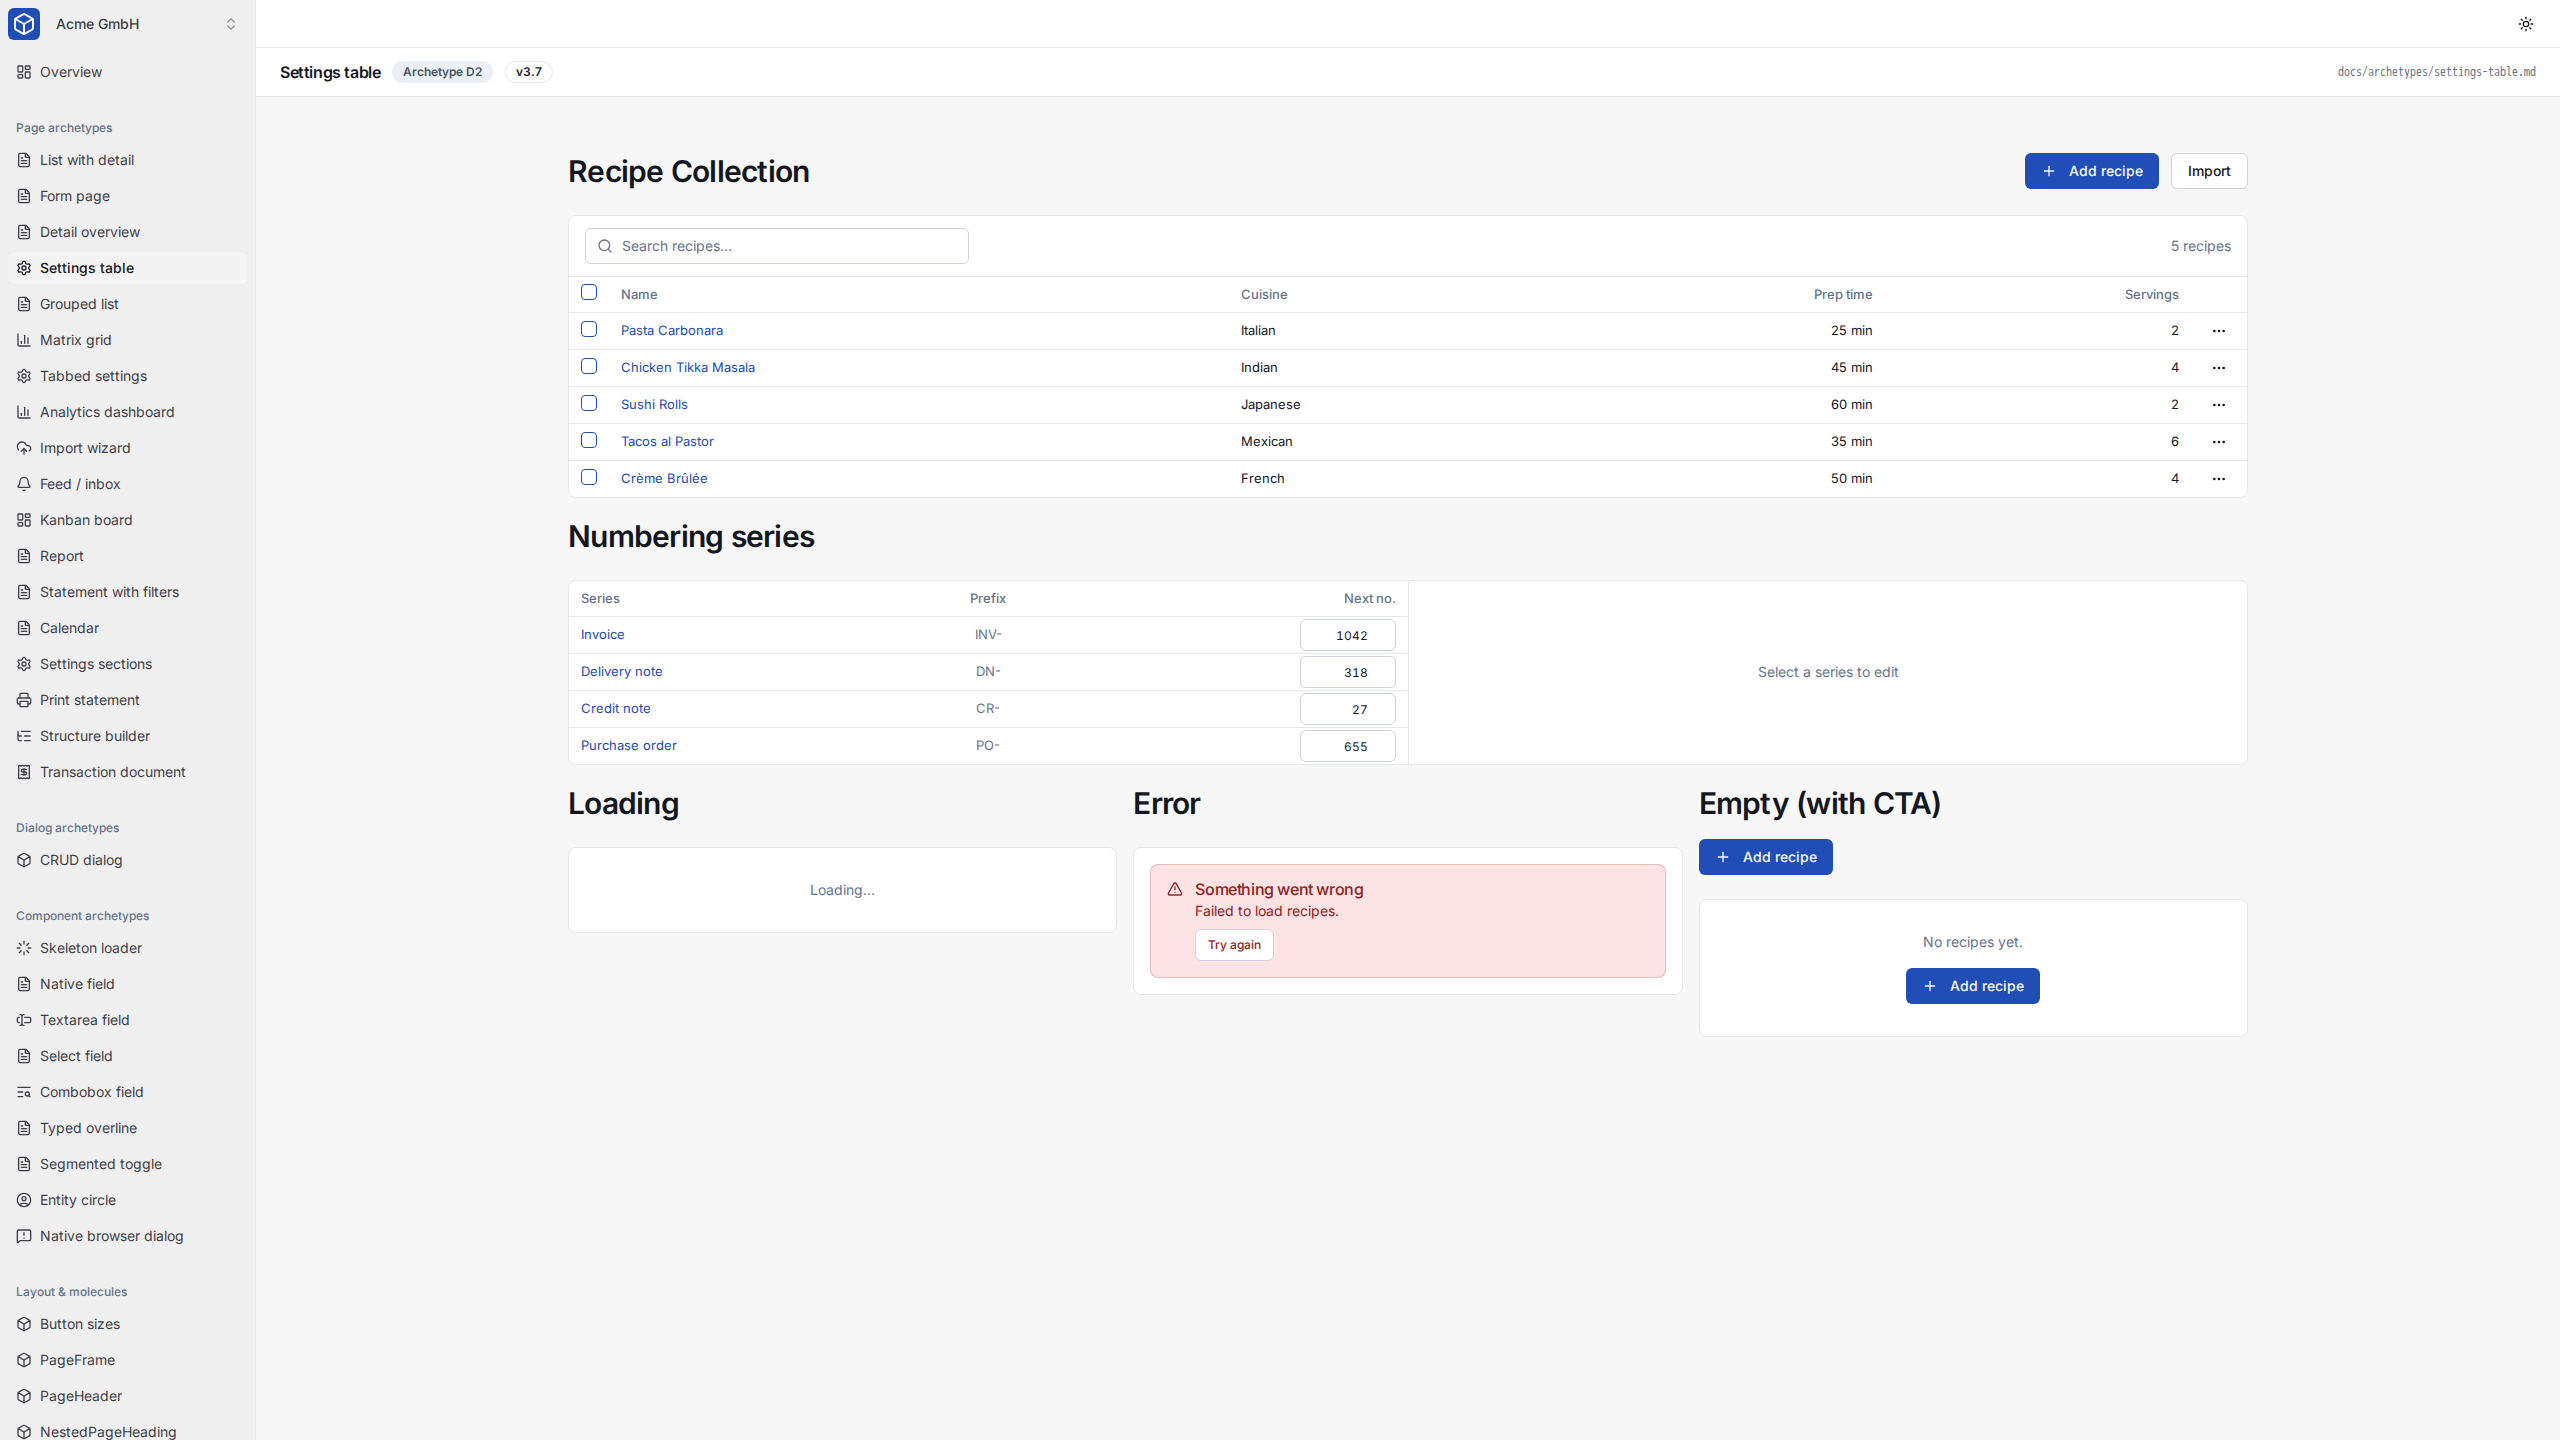 Acme GmbH
Overview
Page archetypes
List with detail
Form page
Detail overview
Settings table
Grouped list
Matrix grid
Tabbed settings
Analytics dashboard
Import wizard
Feed / inbox
Kanban board
Report
Statement with filters
Calendar
Settings sections
Print statement
Structure builder
Transaction document
Dialog archetypes
CRUD dialog
Component archetypes
Skeleton loader
Native field
Textarea field
Select field
Combobox field
Typed overline
Segmented toggle
Entity circle
Native browser dialog
Layout & molecules
Button sizes
PageFrame
PageHeader
NestedPageHeading
Settings table Archetype D2 v3.7 docs/archetypes/settings-table.md
Recipe Collection Add recipe Import
Search recipes... 5 recipes
Name Cuisine Prep time Servings
Pasta Carbonara Italian 25 min 2
Chicken Tikka Masala Indian 45 min 4
Sushi Rolls Japanese 60 min 2
Tacos al Pastor Mexican 35 min 6
Crème Brûlée French 50 min 4
Numbering series
Series Prefix Next no.
Invoice INV- 1042
Delivery note DN- 318
Credit note CR- 27
Purchase order PO- 655
Select a series to edit
Loading
Loading...
Error
Something went wrong
Failed to load recipes.
Try again
Empty (with CTA)
Add recipe
No recipes yet.
Add recipe